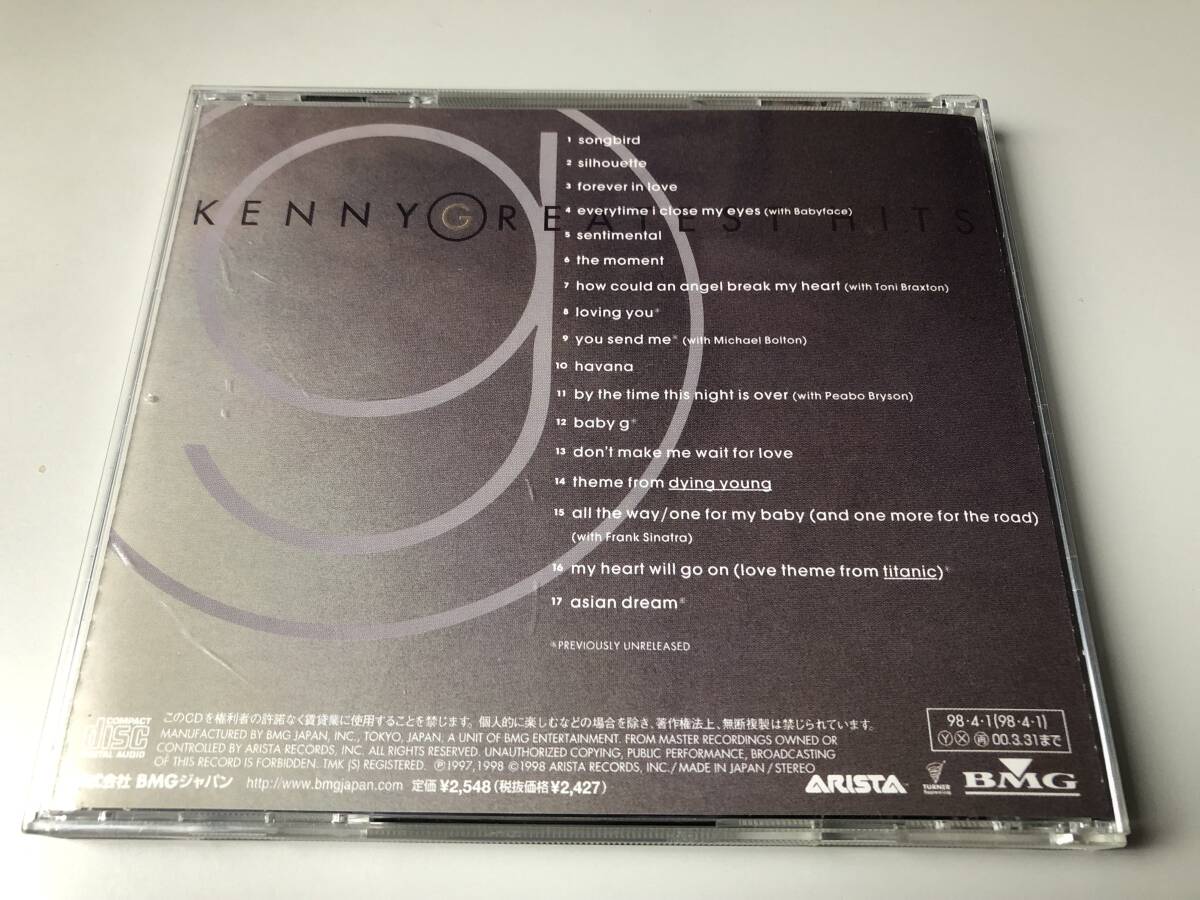 KENNY G REATEST HITS
1 songbird
2 silhouette
3 forever in love
4 everytime i close my eyes (with Babyface)
5 sentimental
6 the moment
7 how could an angel break my heart (with Toni Braxton)
8 loving you*
9 you send me* (with Michael Bolton)
10 havana
11 by the time this night is over (with Peabo Bryson)
12 baby g*
13 don't make me wait for love
14 theme from dying young
15 all the way/one for my baby (and one more for the road)
(with Frank Sinatra)
16 my heart will go on (love theme from titanic)*
17 asian dream*
*PREVIOUSLY UNRELEASED
COMPACT
disc
DIGITAL AUDIO
このCDを権利者の許諾なく賃貸業に使用することを禁じます。個人的に楽しむなどの場合を除き、著作権法上、無断複製は禁じられています。
MANUFACTURED BY BMG JAPAN, INC., TOKYO, JAPAN. A UNIT OF BMG ENTERTAINMENT. FROM MASTER RECORDINGS OWNED OR
CONTROLLED BY ARISTA RECORDS, INC. ALL RIGHTS RESERVED. UNAUTHORIZED COPYING, PUBLIC PERFORMANCE, BROADCASTING
OF THIS RECORD IS FORBIDDEN. TMK (S) REGISTERED. Ⓟ1997, 1998 ©1998 ARISTA RECORDS, INC./MADE IN JAPAN/STEREO
株式会社 BMGジャパン http://www.bmgjapan.com 定価 ¥2,548 (税抜価格 ¥2,427)
98・4・1(98・4・1)
Ⓨ Ⓧ 再 00.3.31まで
ARISTA
TURNER
BMG